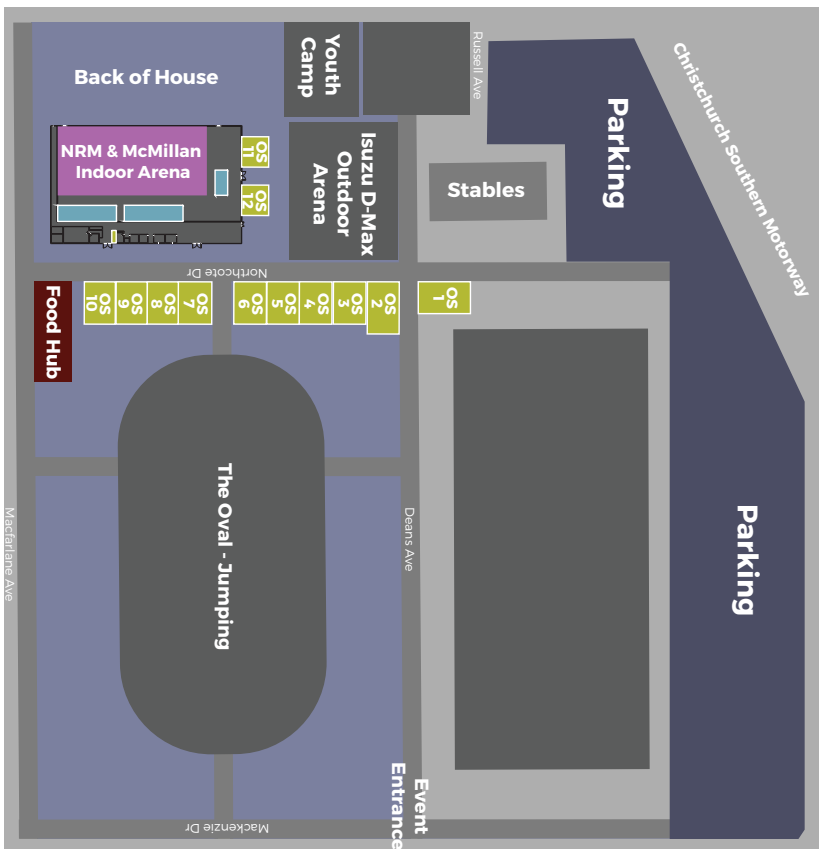 Back of House
Youth
Camp
Russell Ave
Christchurch Southern Motorway
Parking
NRM & McMillan
Indoor Arena
OS
11
OS
12
Isuzu D-Max
Outdoor
Arena
Stables
Northcote Dr
Food Hub
OS
10
OS
9
OS
8
OS
7
OS
6
OS
5
OS
4
OS
3
OS
2
OS
1
The Oval - Jumping
Macfarlane Ave
Deans Ave
Parking
Event
Entrance
Mackenzie Dr